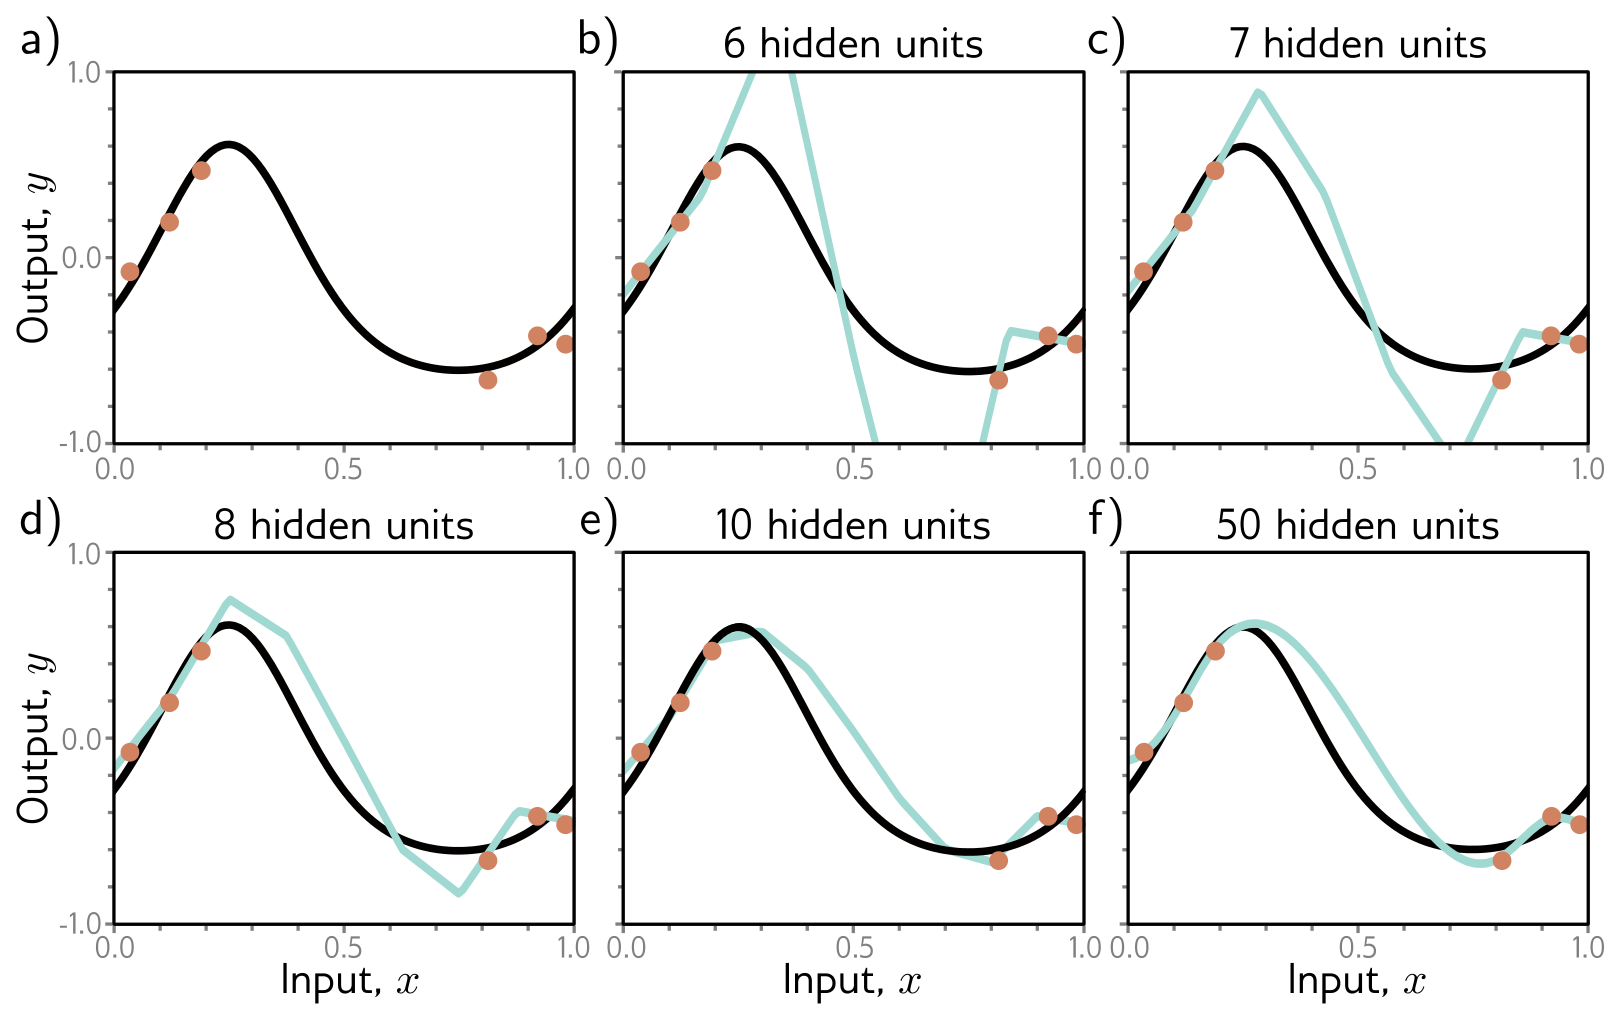 a)
b) 6 hidden units
c) 7 hidden units
1.0
0.0
-1.0
Output, y
0.0 0.5 1.0
0.0 0.5 1.0
0.0 0.5 1.0
d) 8 hidden units
e) 10 hidden units
f) 50 hidden units
1.0
0.0
-1.0
Output, y
0.0 0.5 1.0
0.0 0.5 1.0
0.0 0.5 1.0
Input, x
Input, x
Input, x